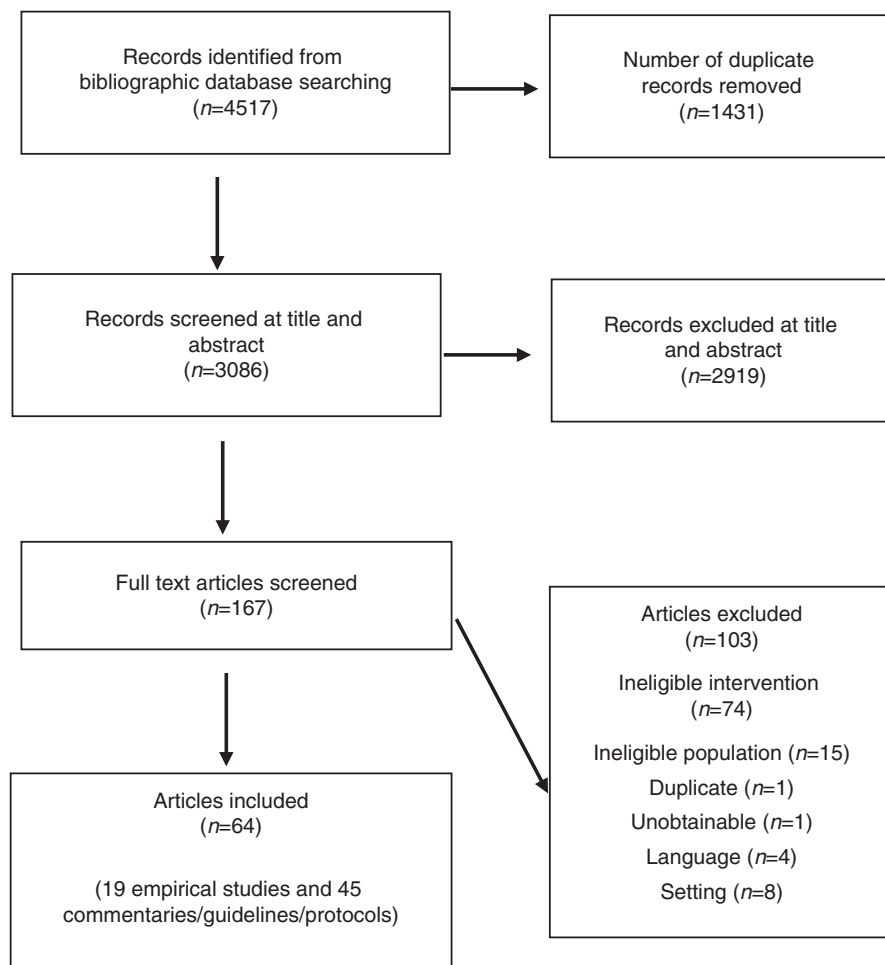 Records identified from
bibliographic database searching
(n=4517)
Number of duplicate
records removed
(n=1431)
Records screened at title and
abstract
(n=3086)
Records excluded at title
and abstract
(n=2919)
Full text articles screened
(n=167)
Articles excluded
(n=103)
Ineligible intervention
(n=74)
Ineligible population (n=15)
Duplicate (n=1)
Unobtainable (n=1)
Language (n=4)
Setting (n=8)
Articles included
(n=64)
(19 empirical studies and 45
commentaries/guidelines/protocols)